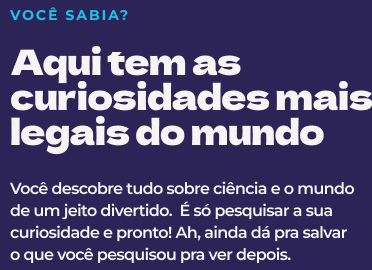 VOCÊ SABIA?
Aqui tem as
curiosidades mais
legais do mundo
Você descobre tudo sobre ciência e o mundo
de um jeito divertido.  É só pesquisar a sua
curiosidade e pronto! Ah, ainda dá pra salvar
o que você pesquisou pra ver depois.